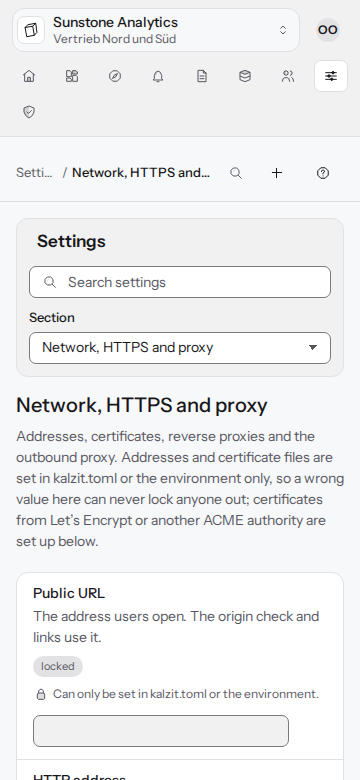 Sunstone Analytics
Vertrieb Nord und Süd
OO
Setti... / Network, HTTPS and...
Settings
Search settings
Section
Network, HTTPS and proxy
Network, HTTPS and proxy
Addresses, certificates, reverse proxies and the
outbound proxy. Addresses and certificate files are
set in kalzit.toml or the environment only, so a wrong
value here can never lock anyone out; certificates
from Let's Encrypt or another ACME authority are
set up below.
Public URL
The address users open. The origin check and
links use it.
locked
Can only be set in kalzit.toml or the environment.
HTTP address